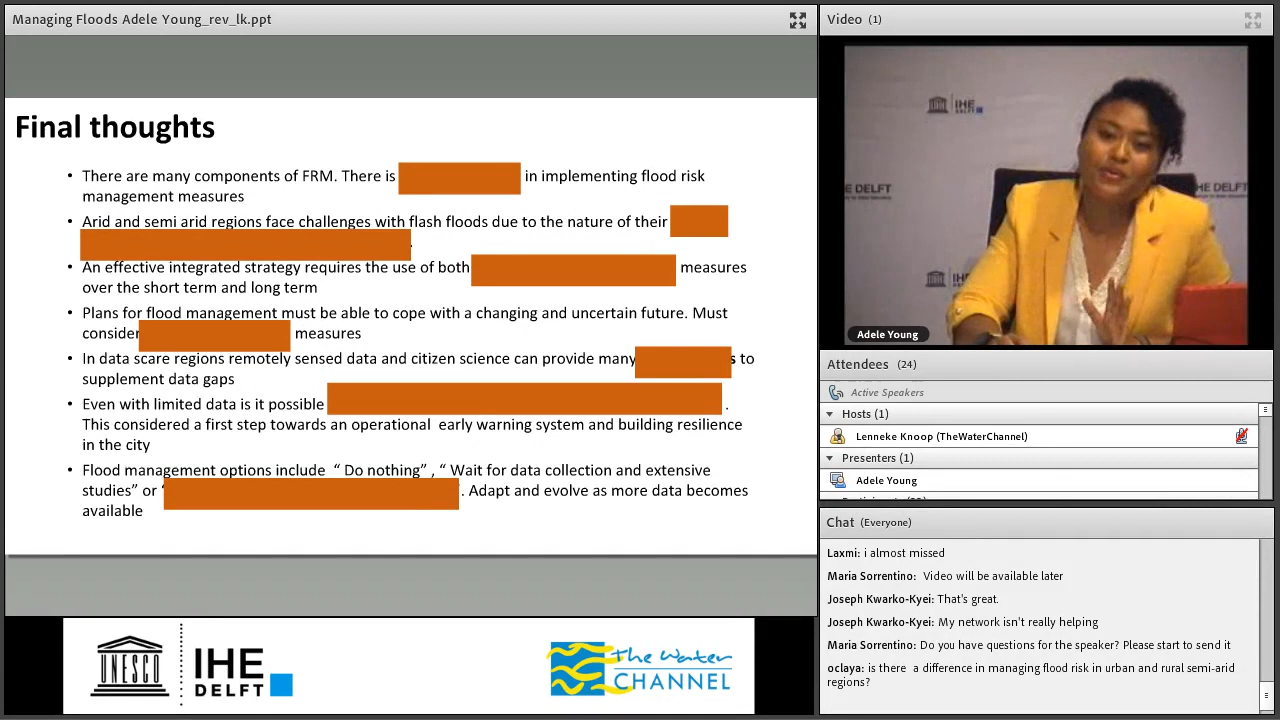 Managing Floods Adele Young_rev_lk.ppt
Final thoughts
• There are many components of FRM. There is in implementing flood risk
management measures
• Arid and semi arid regions face challenges with flash floods due to the nature of their
.
• An effective integrated strategy requires the use of both measures
over the short term and long term
• Plans for flood management must be able to cope with a changing and uncertain future. Must
consider measures
• In data scare regions remotely sensed data and citizen science can provide many s to
supplement data gaps
• Even with limited data is it possible .
This considered a first step towards an operational early warning system and building resilience
in the city
• Flood management options include “ Do nothing” , “ Wait for data collection and extensive
studies” or “ ”. Adapt and evolve as more data becomes
available
UNESCO
IHE
DELFT
The Water
CHANNEL
Video (1)
IHE
DELFT
HE DELFT
HE DELFT
IHE
Adele Young
Attendees (24)
Active Speakers
Hosts (1)
Lenneke Knoop (TheWaterChannel)
Presenters (1)
Adele Young
Chat (Everyone)
Laxmi: i almost missed
Maria Sorrentino: Video will be available later
Joseph Kwarko-Kyei: That's great.
Joseph Kwarko-Kyei: My network isn't really helping
Maria Sorrentino: Do you have questions for the speaker? Please start to send it
oclaya: is there a difference in managing flood risk in urban and rural semi-arid
regions?